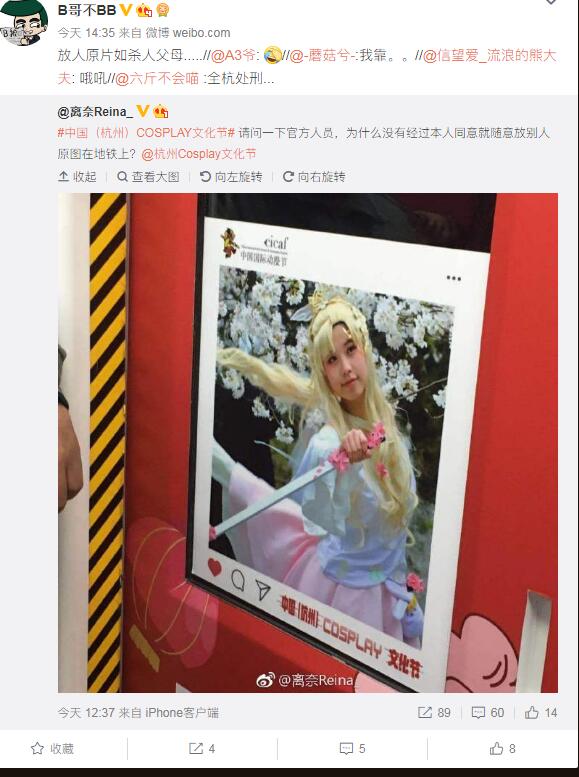 B哥不BB
今天 14:35 来自 微博 weibo.com
放人原片如杀人父母.....//@A3爷: //@-蘑菇兮-:我靠。。//@信望爱_流浪的熊大
夫: 哦吼//@六斤不会喵 :全杭处刑...
@离奈Reina_
#中国（杭州）COSPLAY文化节# 请问一下官方人员，为什么没有经过本人同意就随意放别人
原图在地铁上？@杭州Cosplay文化节
收起 查看大图 向左旋转 向右旋转
cicaf
中国国际动漫节
中国(杭州) COSPLAY 文化节
@离奈Reina_
今天 12:37 来自 iPhone客户端 89 60 14
收藏 4 5 8